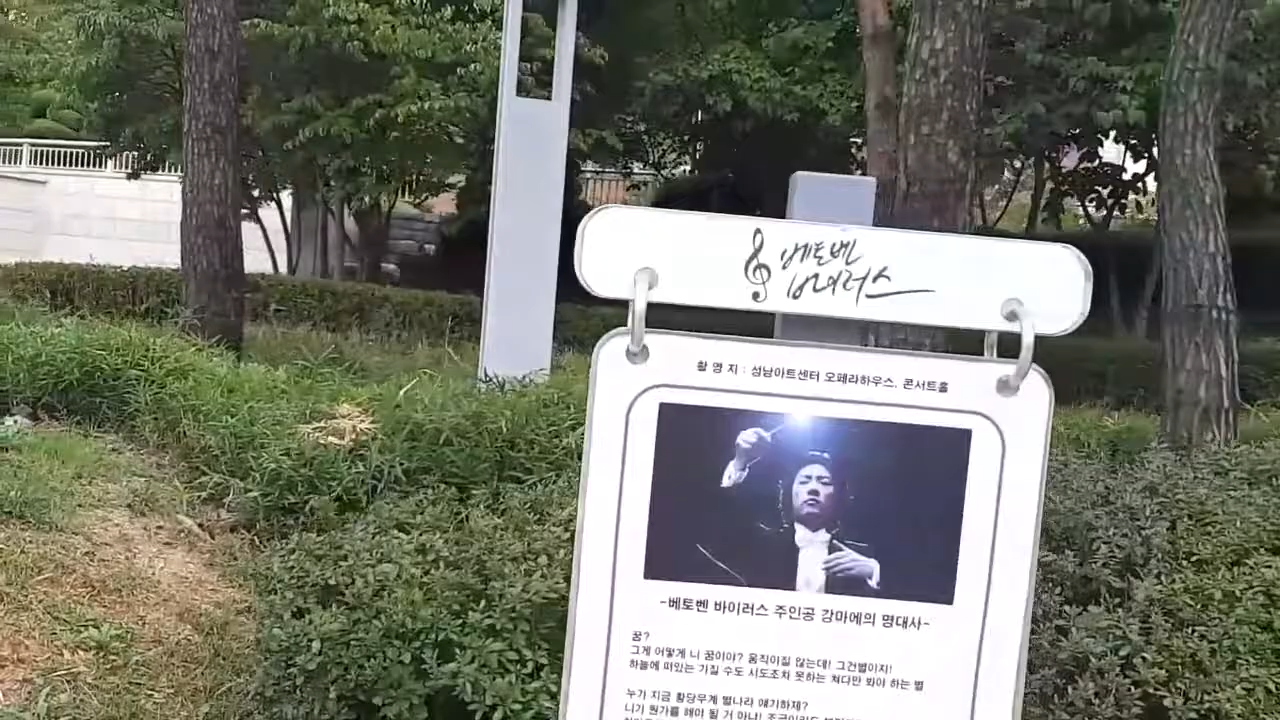 베토벤
바이러스
촬 영 지 : 성남아트센터 오페라하우스, 콘서트홀
-베토벤 바이러스 주인공 강마에의 명대사-
꿈?
그게 어떻게 니 꿈이야? 움직이질 않는데! 그건별이지!
하늘에 떠있는 가질 수도 시도조차 못하는 쳐다만 봐야 하는 별
누가 지금 황당무계 별나라 얘기하재?
니가 뭔가를 해야 될 거 아냐!